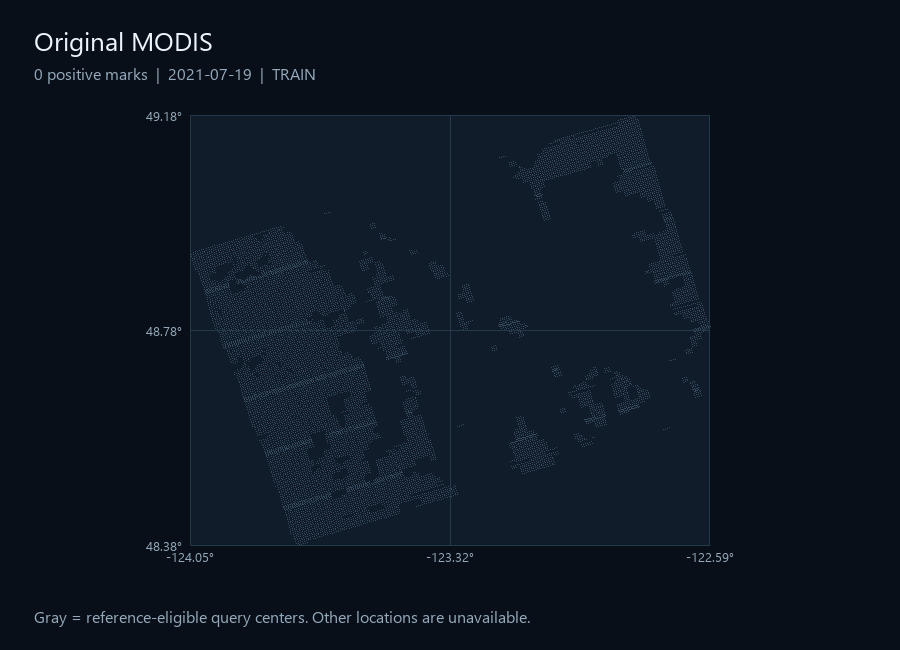 Original MODIS
0 positive marks | 2021-07-19 | TRAIN
49.18°
48.78°
48.38°
-124.05° -123.32° -122.59°
Gray = reference-eligible query centers. Other locations are unavailable.